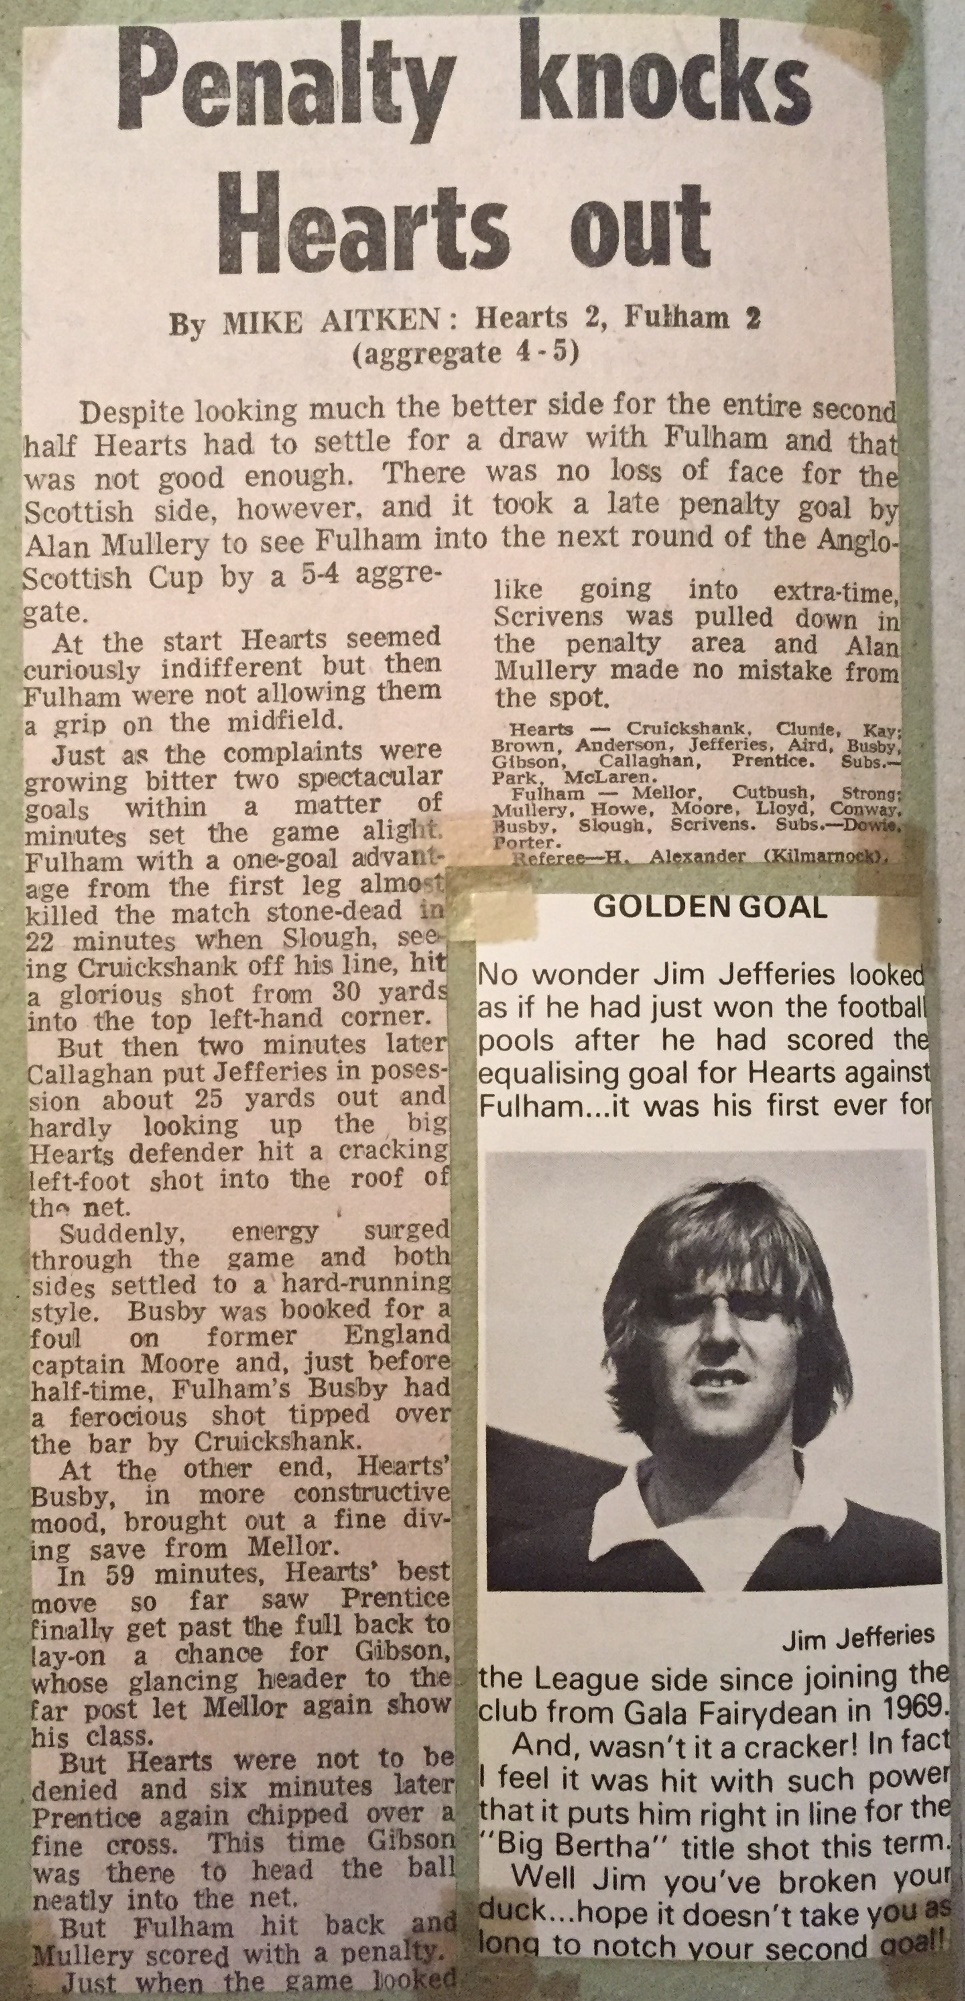 Penalty knocks
Hearts out
By MIKE AITKEN: Hearts 2, Fulham 2
(aggregate 4-5)
Despite looking much the better side for the entire second
half Hearts had to settle for a draw with Fulham and that
was not good enough. There was no loss of face for the
Scottish side, however, and it took a late penalty goal by
Alan Mullery to see Fulham into the next round of the Anglo-
Scottish Cup by a 5-4 aggre-
gate.
At the start Hearts seemed
curiously indifferent but then
Fulham were not allowing them
a grip on the midfield.
Just as the complaints were
growing bitter two spectacular
goals within a matter of
minutes set the game alight.
Fulham with a one-goal advant-
age from the first leg almost
killed the match stone-dead in
22 minutes when Slough, see-
ing Cruickshank off his line, hit
a glorious shot from 30 yards
into the top left-hand corner.
But then two minutes later
Callaghan put Jefferies in poses-
sion about 25 yards out and
hardly looking up the big
Hearts defender hit a cracking
left-foot shot into the roof of
the net.
Suddenly, energy surged
through the game and both
sides settled to a hard-running
style. Busby was booked for a
foul on former England
captain Moore and, just before
half-time, Fulham's Busby had
a ferocious shot tipped over
the bar by Cruickshank.
At the other end, Hearts'
Busby, in more constructive
mood, brought out a fine div-
ing save from Mellor.
In 59 minutes, Hearts' best
move so far saw Prentice
finally get past the full back to
lay-on a chance for Gibson,
whose glancing header to the
far post let Mellor again show
his class.
But Hearts were not to be
denied and six minutes later
Prentice again chipped over a
fine cross. This time Gibson
was there to head the ball
neatly into the net.
But Fulham hit back and
Mullery scored with a penalty.
Just when the game looked
like going into extra-time,
Scrivens was pulled down in
the penalty area and Alan
Mullery made no mistake from
the spot.
Hearts — Cruickshank, Clunie, Kay;
Brown, Anderson, Jefferies, Aird, Busby,
Gibson, Callaghan, Prentice. Subs.—
Park, McLaren.
Fulham — Mellor, Cutbush, Strong;
Mullery, Howe, Moore, Lloyd, Conway,
Busby, Slough, Scrivens. Subs.—Dowie,
Porter.
Referee—H. Alexander (Kilmarnock).
GOLDEN GOAL
No wonder Jim Jefferies looked
as if he had just won the football
pools after he had scored the
equalising goal for Hearts against
Fulham...it was his first ever for
Jim Jefferies
the League side since joining the
club from Gala Fairydean in 1969.
And, wasn't it a cracker! In fact
I feel it was hit with such power
that it puts him right in line for the
"Big Bertha" title shot this term.
Well Jim you've broken your
duck...hope it doesn't take you as
long to notch your second goal!